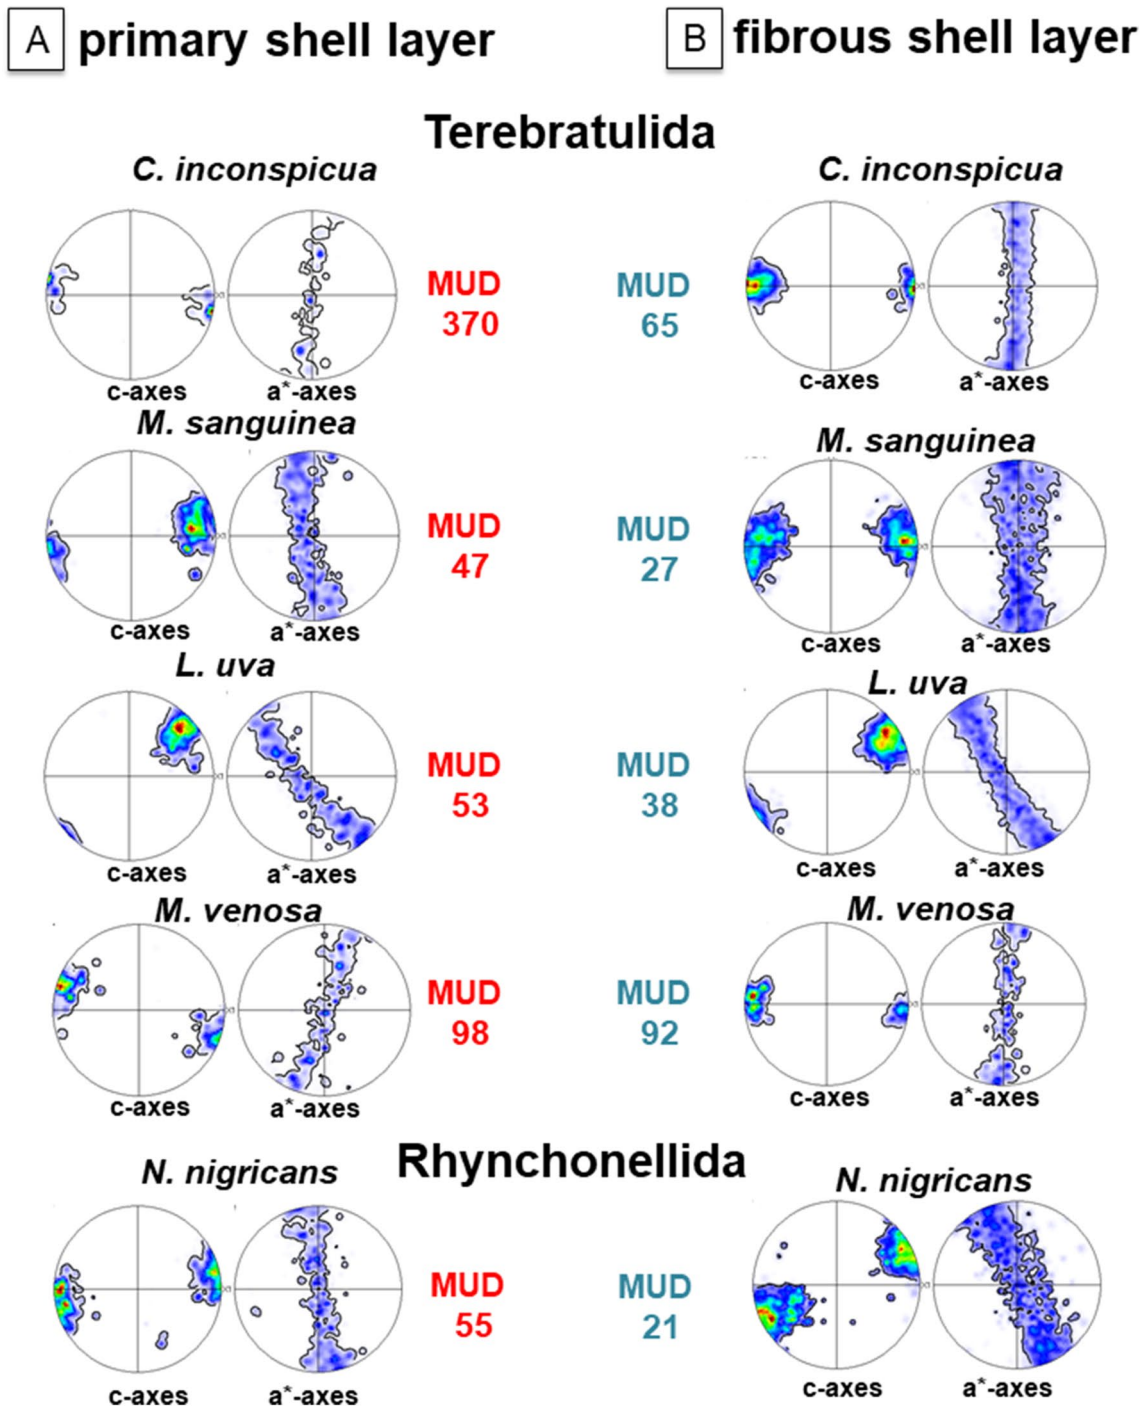 A primary shell layer
B fibrous shell layer
Terebratulida
C. inconspicua
C. inconspicua
MUD
370
MUD
65
c-axes
a*-axes
c-axes
a*-axes
M. sanguinea
M. sanguinea
MUD
47
MUD
27
c-axes
a*-axes
c-axes
a*-axes
L. uva
L. uva
MUD
53
MUD
38
c-axes
a*-axes
c-axes
a*-axes
M. venosa
M. venosa
MUD
98
MUD
92
c-axes
a*-axes
c-axes
a*-axes
Rhynchonellida
N. nigricans
N. nigricans
MUD
55
MUD
21
c-axes
a*-axes
c-axes
a*-axes